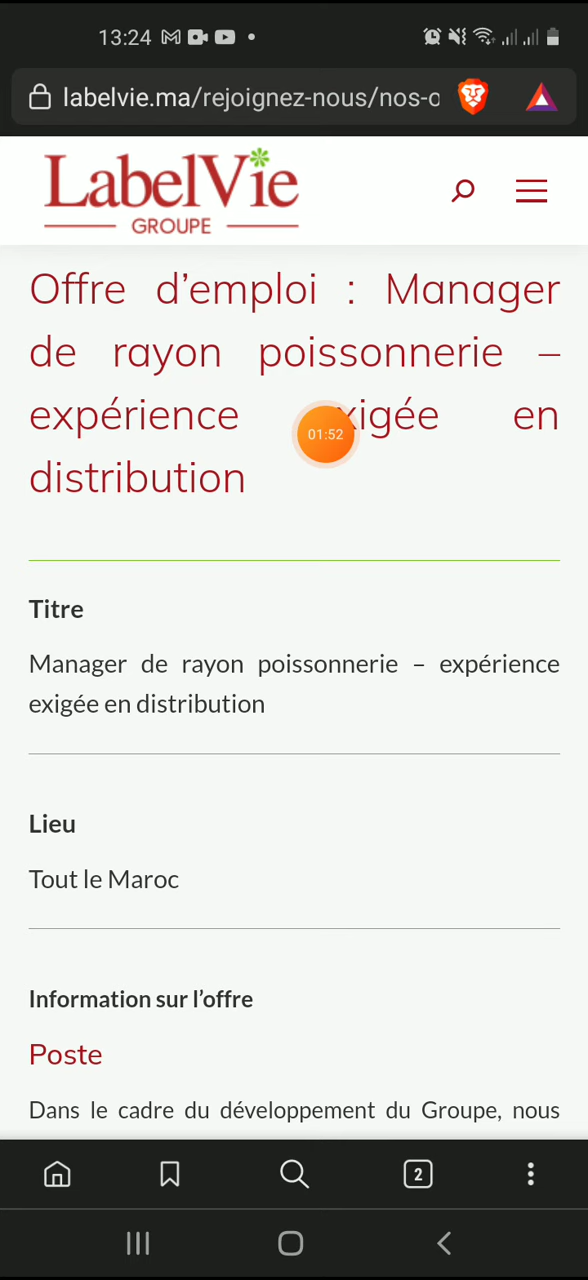 13:24
labelvie.ma/rejoignez-nous/nos-o
LabelVie
GROUPE
Offre d’emploi : Manager
de rayon poissonnerie –
expérience xigée en
01:52
distribution
Titre
Manager de rayon poissonnerie – expérience
exigée en distribution
Lieu
Tout le Maroc
Information sur l’offre
Poste
Dans le cadre du développement du Groupe, nous
2